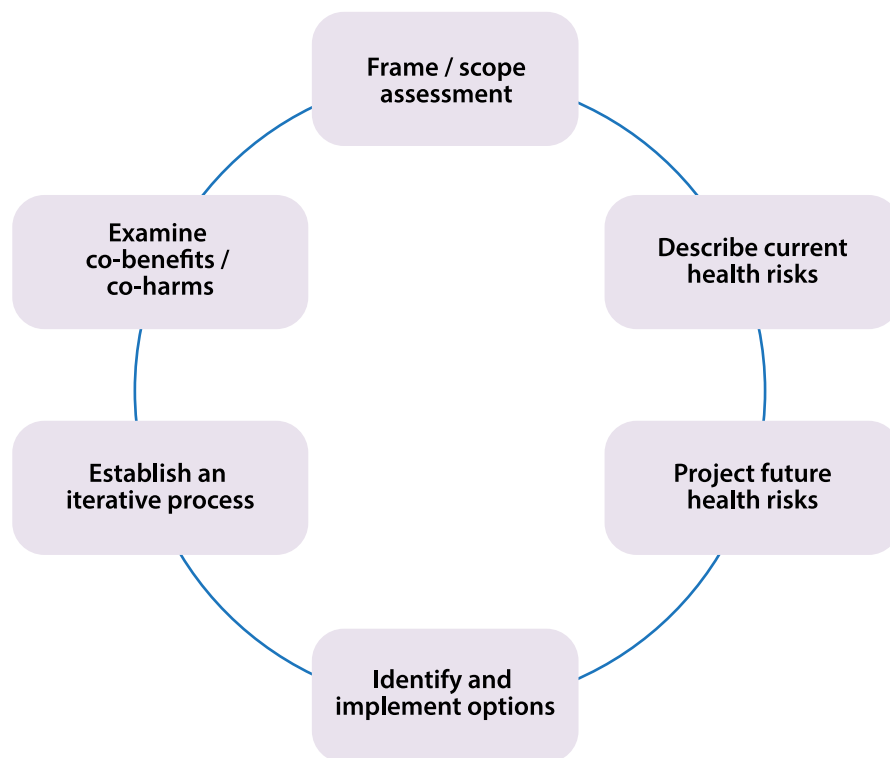 Frame / scope
assessment
Describe current
health risks
Project future
health risks
Identify and
implement options
Establish an
iterative process
Examine
co-benefits /
co-harms